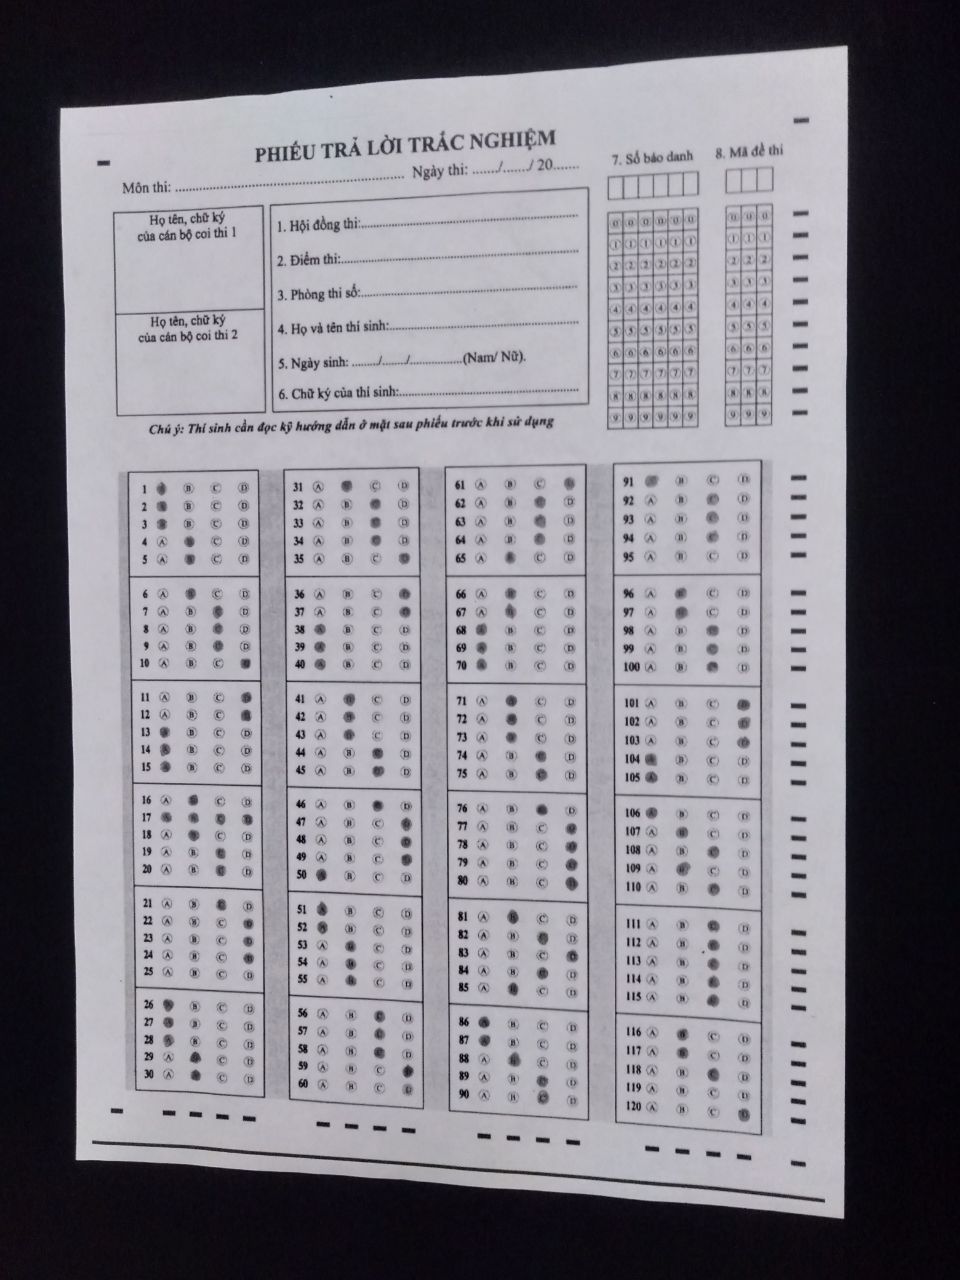 PHIẾU TRẢ LỜI TRẮC NGHIỆM
Môn thi: ........................ Ngày thi: ....../....../ 20......
7. Số báo danh
8. Mã đề thi
Họ tên, chữ ký
của cán bộ coi thi 1
Họ tên, chữ ký
của cán bộ coi thi 2
1. Hội đồng thi:........................
2. Điểm thi:........................
3. Phòng thi số:........................
4. Họ và tên thí sinh:........................
5. Ngày sinh: ......./......./..............(Nam/ Nữ).
6. Chữ ký của thí sinh:........................
0 0 0 0 0 0 0 0 0
1 1 1 1 1 1 1 1 1
2 2 2 2 2 2 2 2 2
3 3 3 3 3 3 3 3 3
4 4 4 4 4 4 4 4 4
5 5 5 5 5 5 5 5 5
6 6 6 6 6 6 6 6 6
7 7 7 7 7 7 7 7 7
8 8 8 8 8 8 8 8 8
9 9 9 9 9 9 9 9 9
Chú ý: Thí sinh cần đọc kỹ hướng dẫn ở mặt sau phiếu trước khi sử dụng
1 B C D
2 B C D
3 B C D
4 A C D
5 A C D
6 A C D
7 A B D
8 A B D
9 A B D
10 A B C
11 A B C
12 A B C
13 B C D
14 B C D
15 B C D
16 A C D
17
18 A C D
19 A B D
20 A B D
21 A B D
22 A B C
23 A B C
24 A B C
25 A B C D
26 B C D
27 B C D
28 B C D
29 A C D
30 A C D
31 A C D
32 A B D
33 A B D
34 A B D
35 A B C
36 A B C
37 A B C
38 B C D
39 B C D
40 B C D
41 A C D
42 A C D
43 A C D
44 A B D
45 A B D
46 A B D
47 A B C
48 A B C
49 A B C
50 B C D
51 B C D
52 B C D
53 A C D
54 A C D
55 A C D
56 A B D
57 A B D
58 A B D
59 A B C
60 A B C
61 A B C
62 A B D
63 A B D
64 A B D
65 A C D
66 A C D
67 A C D
68 B C D
69 B C D
70 B C D
71 A C D
72 A C D
73 A C D
74 A B D
75 A B D
76 A B D
77 A B C
78 A B C
79 A B C
80 A B C
81 A C D
82 A B D
83 A B C
84 A B D
85 A C D
86 B C D
87 B C D
88 A C D
89 A B D
90 A B D
91 B C D
92 A B D
93 A B D
94 A B D
95 A B C D
96 A C D
97 A C D
98 A B D
99 A B D
100 A B D
101 A B C
102 A B C
103 A B C
104 B C D
105 B C D
106 B C D
107 A C D
108 A B D
109 A C D
110 A B D
111 A B D
112 A B D
113 A B D
114 A B D
115 A B D
116 A C D
117 A C D
118 A B D
119 A B C D
120 A B C